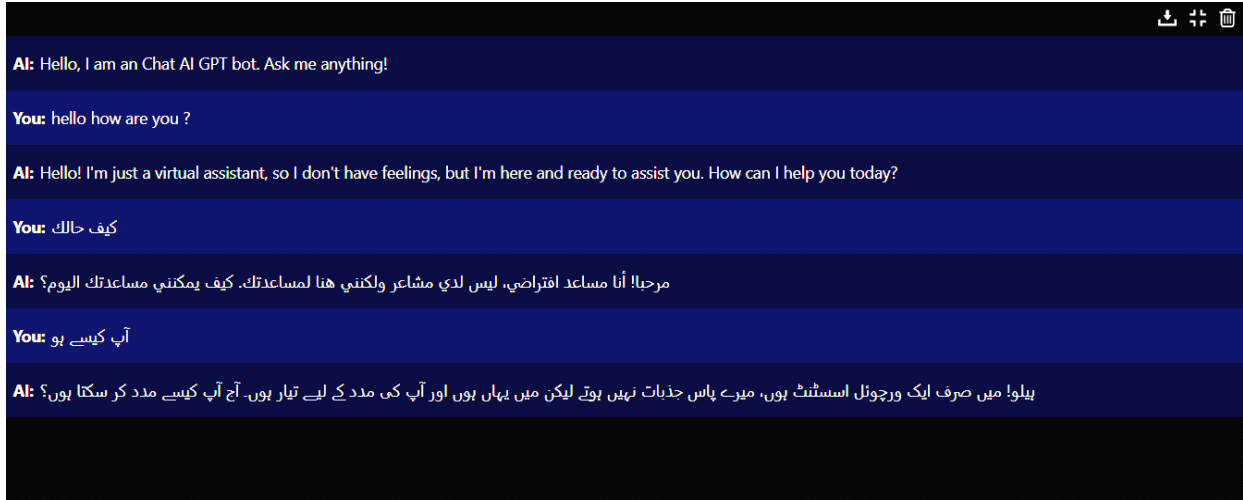 AI: Hello, I am an Chat AI GPT bot. Ask me anything!
You: hello how are you ?
AI: Hello! I'm just a virtual assistant, so I don't have feelings, but I'm here and ready to assist you. How can I help you today?
You: كيف حالك
AI: مرحبا! أنا مساعد افتراضي، ليس لدي مشاعر ولكنني هنا لمساعدتك. كيف يمكنني مساعدتك اليوم؟
You: آپ کیسے ہو
AI: ہیلو! میں صرف ایک ورچوئل اسسٹنٹ ہوں، میرے پاس جذبات نہیں ہوتے لیکن میں یہاں ہوں اور آپ کی مدد کے لیے تیار ہوں۔ آج آپ کیسے مدد کر سکتا ہوں؟